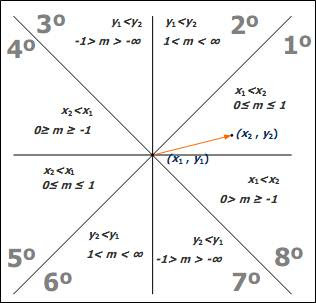 3º
y₁<y₂
-1> m > -∞
y₁<y₂
1< m < ∞
2º
4º
1º
x₂<x₁
0≥ m ≥ -1
x₁<x₂
0≤ m ≤ 1
(x₂ , y₂)
(x₁ , y₁)
x₂<x₁
0≤ m ≤ 1
x₁<x₂
0> m ≥ -1
y₂<y₁
1< m < ∞
y₂<y₁
-1> m > -∞
5º
6º
7º
8º